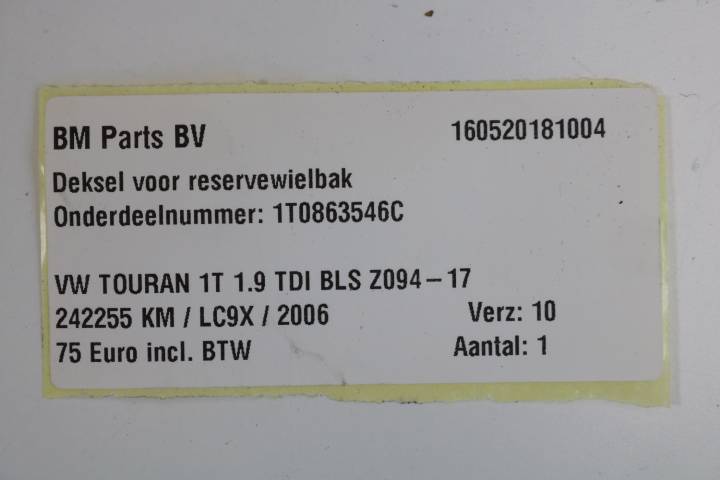 BM Parts BV 160520181004
Deksel voor reservewielbak
Onderdeelnummer: 1T0863546C
VW TOURAN 1T 1.9 TDI BLS Z094-17
242255 KM / LC9X / 2006 Verz: 10
75 Euro incl. BTW Aantal: 1